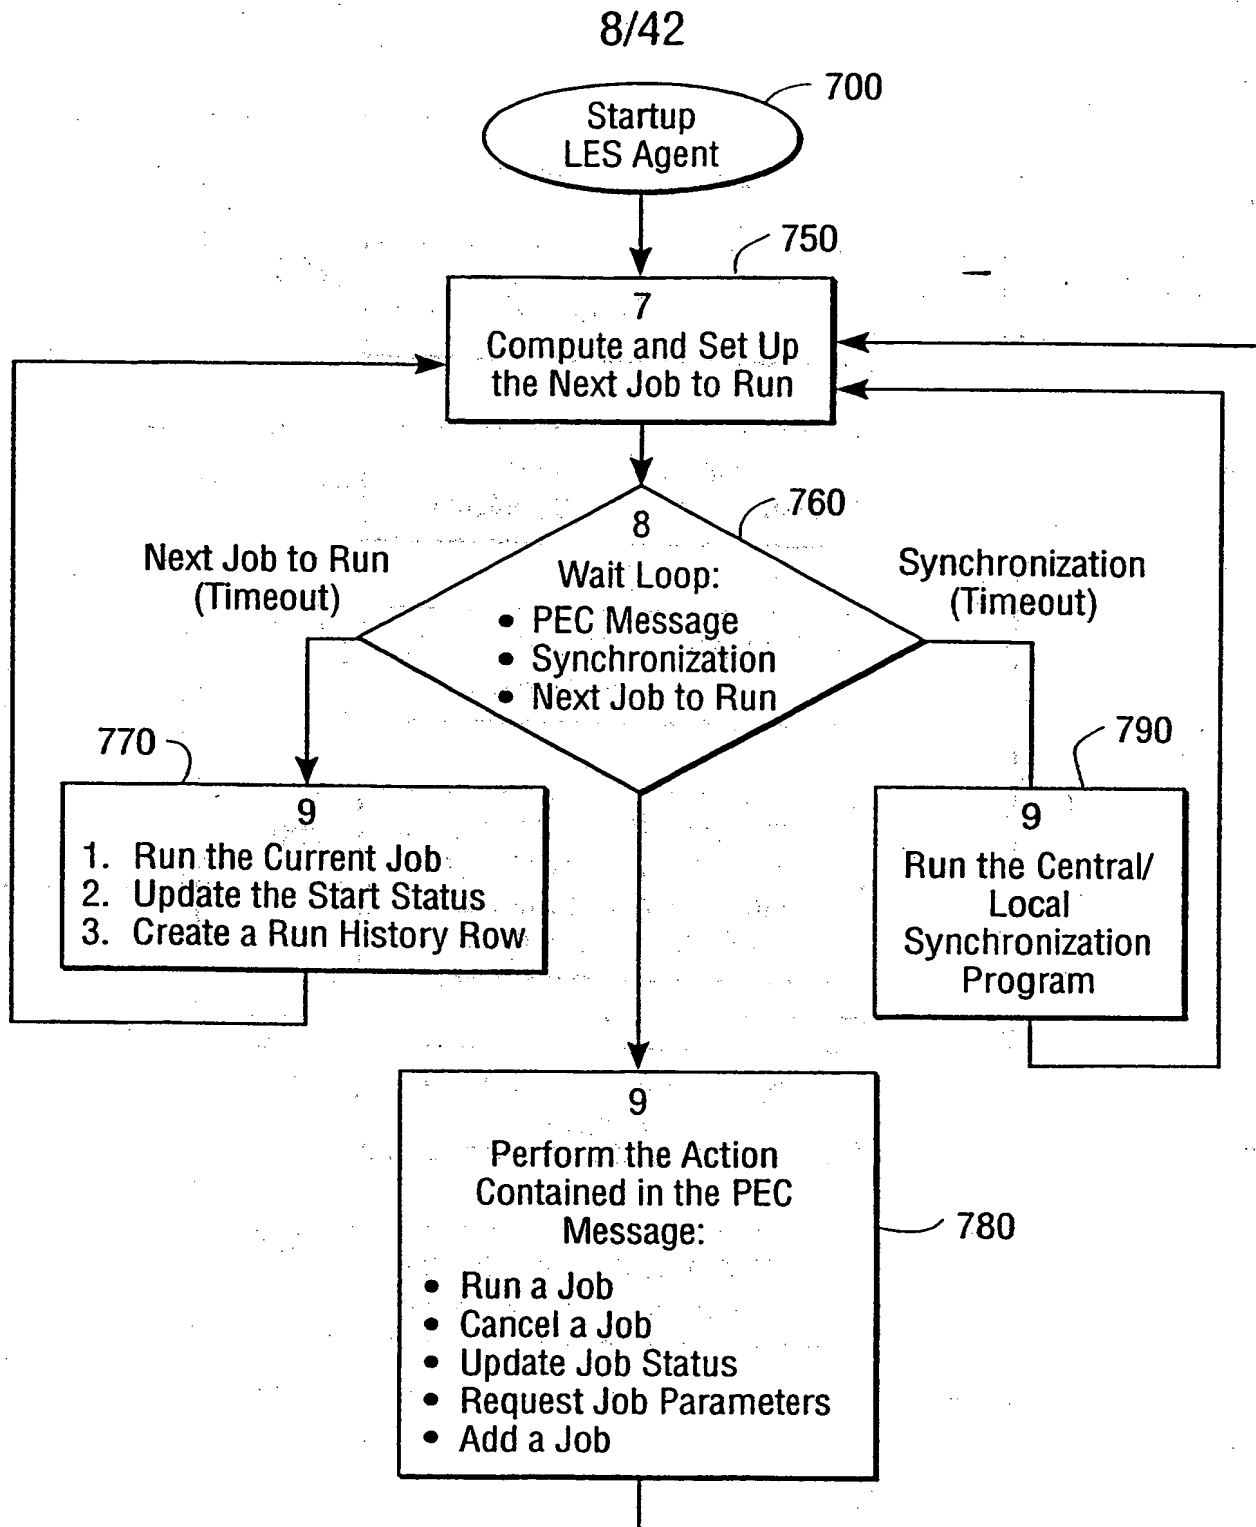 8/42
700
Startup
LES Agent
750
7
Compute and Set Up
the Next Job to Run
760
8
Wait Loop:
• PEC Message
• Synchronization
• Next Job to Run
Next Job to Run
(Timeout)
Synchronization
(Timeout)
770
9
1. Run the Current Job
2. Update the Start Status
3. Create a Run History Row
790
9
Run the Central/
Local
Synchronization
Program
9
Perform the Action
Contained in the PEC
Message:
780
• Run a Job
• Cancel a Job
• Update Job Status
• Request Job Parameters
• Add a Job